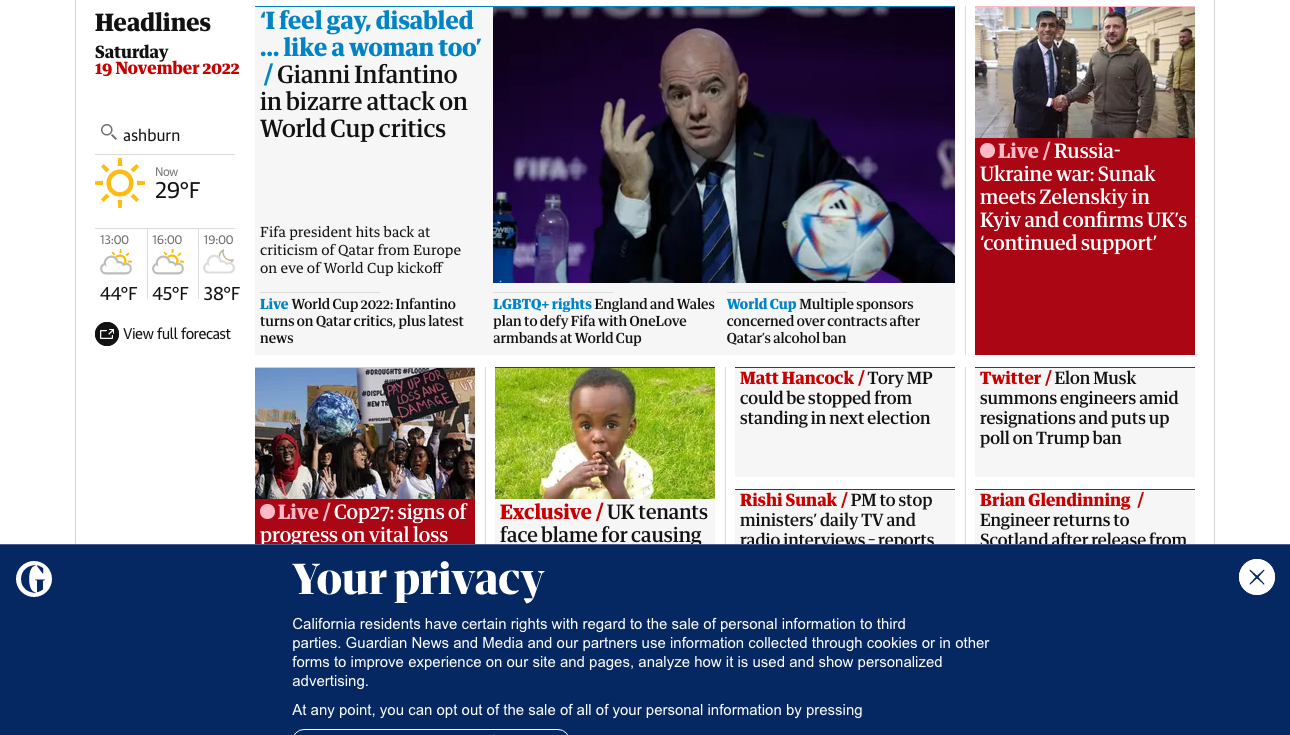 Headlines
Saturday
19 November 2022
ashburn
Now
29°F
13:00
16:00
19:00
44°F
45°F
38°F
View full forecast
‘I feel gay, disabled
... like a woman too’
/ Gianni Infantino
in bizarre attack on
World Cup critics
Fifa president hits back at
criticism of Qatar from Europe
on eve of World Cup kickoff
FIFA+
Live World Cup 2022: Infantino
turns on Qatar critics, plus latest
news
LGBTQ+ rights England and Wales
plan to defy Fifa with OneLove
armbands at World Cup
World Cup Multiple sponsors
concerned over contracts after
Qatar’s alcohol ban
Live / Russia-
Ukraine war: Sunak
meets Zelenskiy in
Kyiv and confirms UK’s
‘continued support’
PAY UP FOR
LOSS AND
DAMAGE
Live / Cop27: signs of
progress on vital loss
Exclusive / UK tenants
face blame for causing
Matt Hancock / Tory MP
could be stopped from
standing in next election
Rishi Sunak / PM to stop
ministers’ daily TV and
radio interviews – reports
Twitter / Elon Musk
summons engineers amid
resignations and puts up
poll on Trump ban
Brian Glendinning /
Engineer returns to
Scotland after release from
Your privacy
California residents have certain rights with regard to the sale of personal information to third
parties. Guardian News and Media and our partners use information collected through cookies or in other
forms to improve experience on our site and pages, analyze how it is used and show personalized
advertising.
At any point, you can opt out of the sale of all of your personal information by pressing